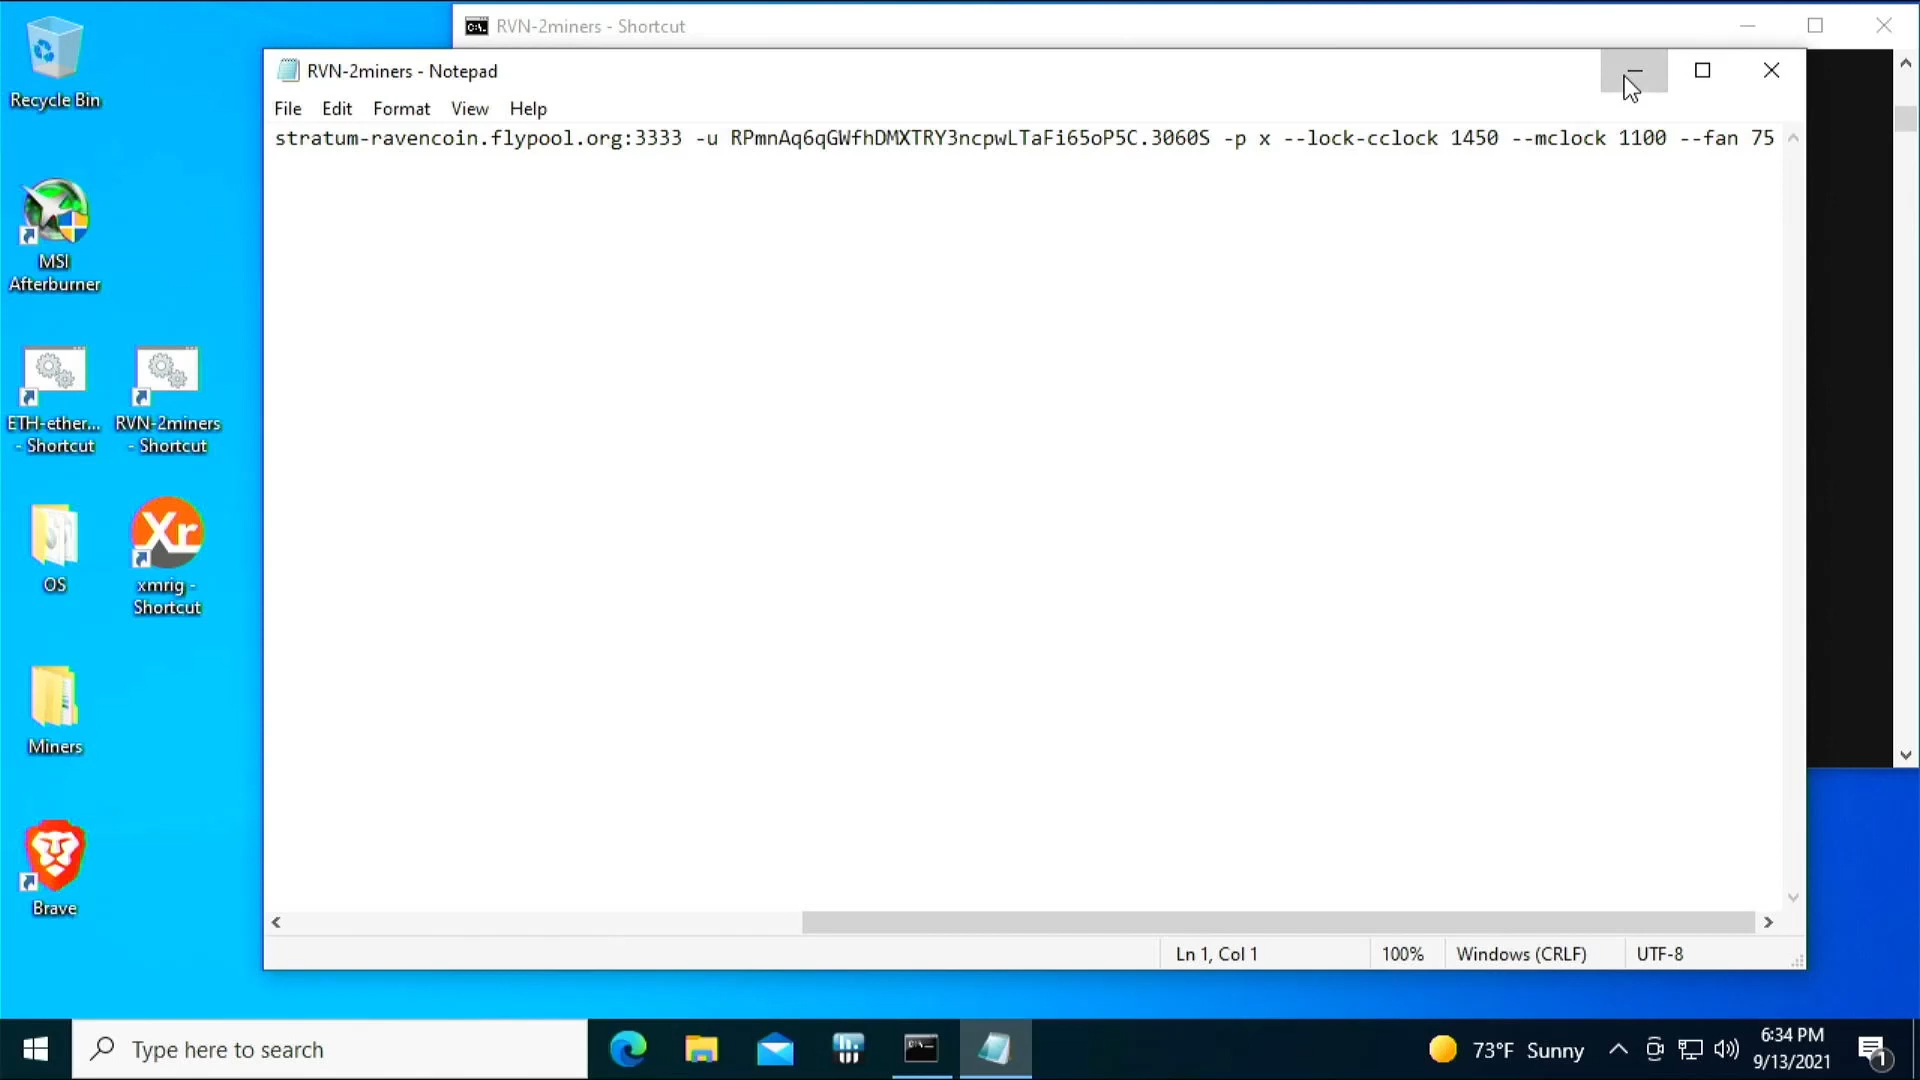 RVN-2miners - Shortcut
RVN-2miners - Notepad
File Edit Format View Help
stratum-ravencoin.flypool.org:3333 -u RPmnAq6qGWfhDMXTRY3ncpwLTaFi65oP5C.3060S -p x --lock-cclock 1450 --mclock 1100 --fan 75
Recycle Bin
MSI
Afterburner
ETH-ether...
- Shortcut
RVN-2miners
- Shortcut
OS
xmrig -
Shortcut
Xr
Miners
Brave
Ln 1, Col 1 100% Windows (CRLF) UTF-8
Type here to search
73°F Sunny
6:34 PM
9/13/2021
1